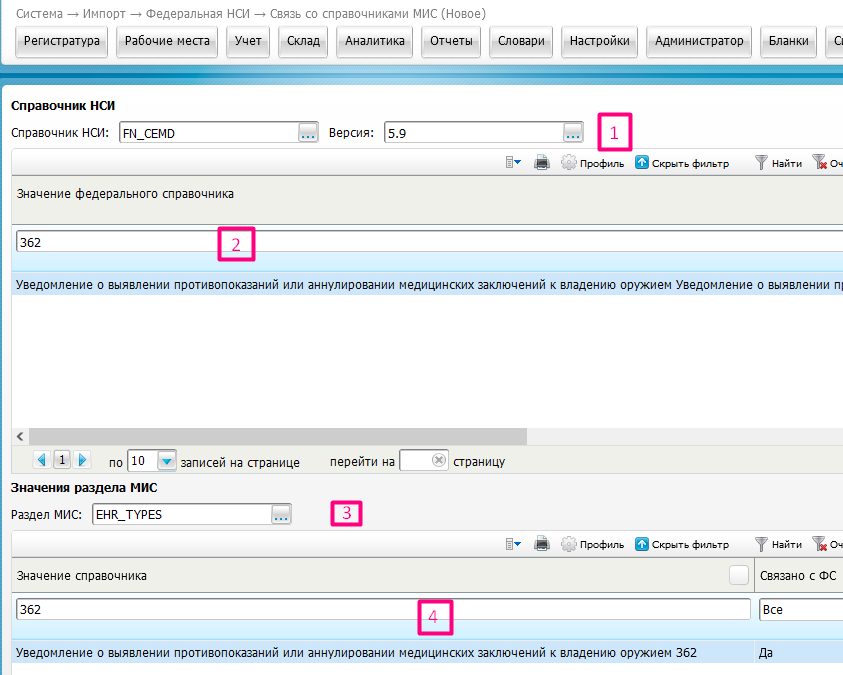 Система → Импорт → Федеральная НСИ → Связь со справочниками МИС (Новое)
Регистратура Рабочие места Учет Склад Аналитика Отчеты Словари Настройки Администратор Бланки
Справочник НСИ
Справочник НСИ: FN_CEMD ... Версия: 5.9 ... 1
Профиль Скрыть фильтр Найти Оч
Значение федерального справочника
362 2
Уведомление о выявлении противопоказаний или аннулировании медицинских заключений к владению оружием Уведомление о выявлении
1 по 10 записей на странице перейти на страницу
Значения раздела МИС
Раздел МИС: EHR_TYPES ... 3
Профиль Скрыть фильтр Найти Оч
Значение справочника Связано с ФС
362 4 Все
Уведомление о выявлении противопоказаний или аннулировании медицинских заключений к владению оружием 362 Да